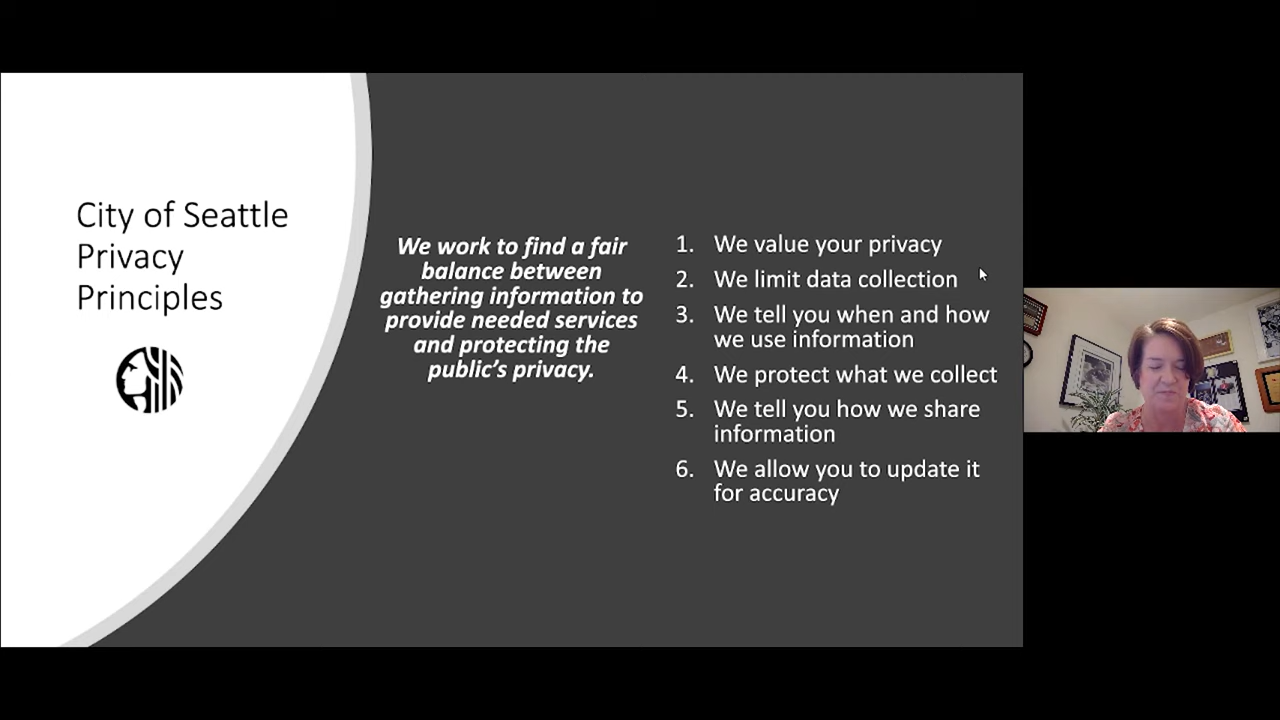 City of Seattle
Privacy
Principles
We work to find a fair
balance between
gathering information to
provide needed services
and protecting the
public's privacy.
1. We value your privacy
2. We limit data collection
3. We tell you when and how
we use information
4. We protect what we collect
5. We tell you how we share
information
6. We allow you to update it
for accuracy